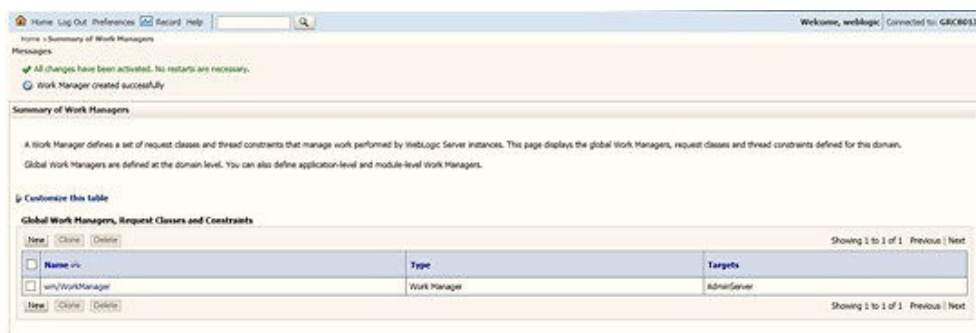 Home Log Out Preferences Record Help
Welcome, weblogic Connected to: GRC8013
Home > Summary of Work Managers
Messages
All changes have been activated. No restarts are necessary.
Work Manager created successfully
Summary of Work Managers
A Work Manager defines a set of request classes and thread constraints that manage work performed by WebLogic Server instances. This page displays the global Work Managers, request classes and thread constraints defined for this domain.
Global Work Managers are defined at the domain level. You can also define application-level and module-level Work Managers.
Customize this table
Global Work Managers, Request Classes and Constraints
New Clone Delete Showing 1 to 1 of 1 Previous | Next
Name Type Targets
wm/WorkManager Work Manager AdminServer
New Clone Delete Showing 1 to 1 of 1 Previous | Next